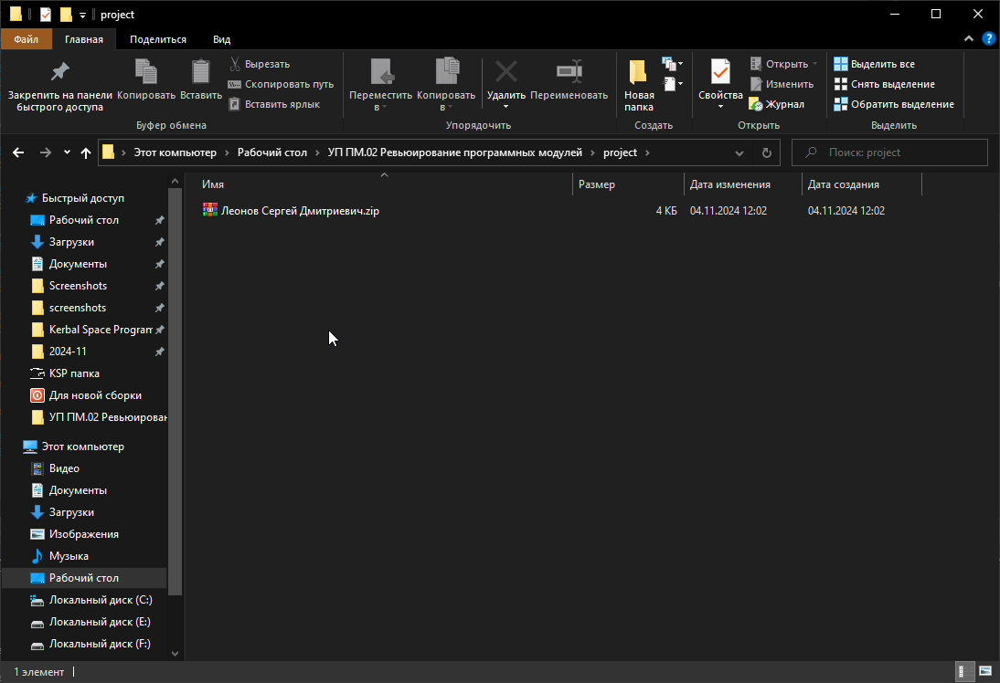 project
Файл Главная Поделиться Вид
Закрепить на панели быстрого доступа
Копировать
Вставить
Вырезать
Скопировать путь
Вставить ярлык
Буфер обмена
Переместить в
Копировать в
Удалить
Переименовать
Упорядочить
Новая папка
Создать
Свойства
Открыть
Изменить
Журнал
Открыть
Выделить все
Снять выделение
Обратить выделение
Выделить
Этот компьютер › Рабочий стол › УП ПМ.02 Ревьюирование программных модулей › project ›
Поиск: project
Имя Размер Дата изменения Дата создания
Леонов Сергей Дмитриевич.zip 4 КБ 04.11.2024 12:02 04.11.2024 12:02
Быстрый доступ
Рабочий стол
Загрузки
Документы
Screenshots
screenshots
Kerbal Space Program
2024-11
KSP папка
Для новой сборки
УП ПМ.02 Ревьюирован
Этот компьютер
Видео
Документы
Загрузки
Изображения
Музыка
Рабочий стол
Локальный диск (C:)
Локальный диск (E:)
Локальный диск (F:)
1 элемент